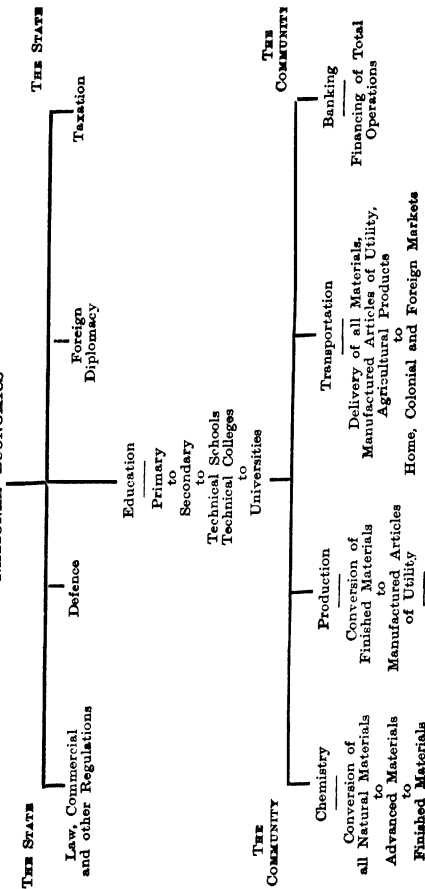 NATIONAL ECONOMICS
THE STATE
THE STATE
Law, Commercial
and other Regulations
Defence
Foreign
Diplomacy
Taxation
Education
Primary
to
Secondary
to
Technical Schools
Technical Colleges
to
Universities
THE
COMMUNITY
THE
COMMUNITY
Chemistry
Conversion of
all Natural Materials
to
Advanced Materials
to
Finished Materials
Production
Conversion of
Finished Materials
to
Manufactured Articles
of Utility
Transportation
Delivery of all Materials,
Manufactured Articles of Utility,
Agricultural Products
to
Home, Colonial and Foreign Markets
Banking
Financing of Total
Operations